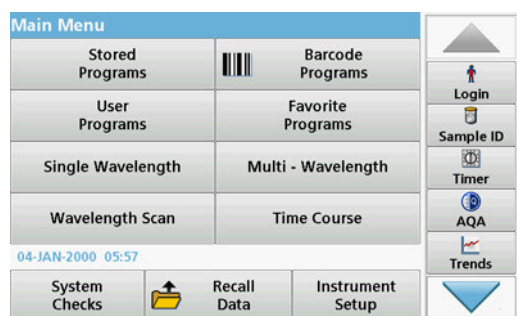 Main Menu
Stored
Programs
Barcode
Programs
User
Programs
Favorite
Programs
Single Wavelength
Multi - Wavelength
Wavelength Scan
Time Course
04-JAN-2000 05:57
System
Checks
Recall
Data
Instrument
Setup
Login
Sample ID
Timer
AQA
Trends